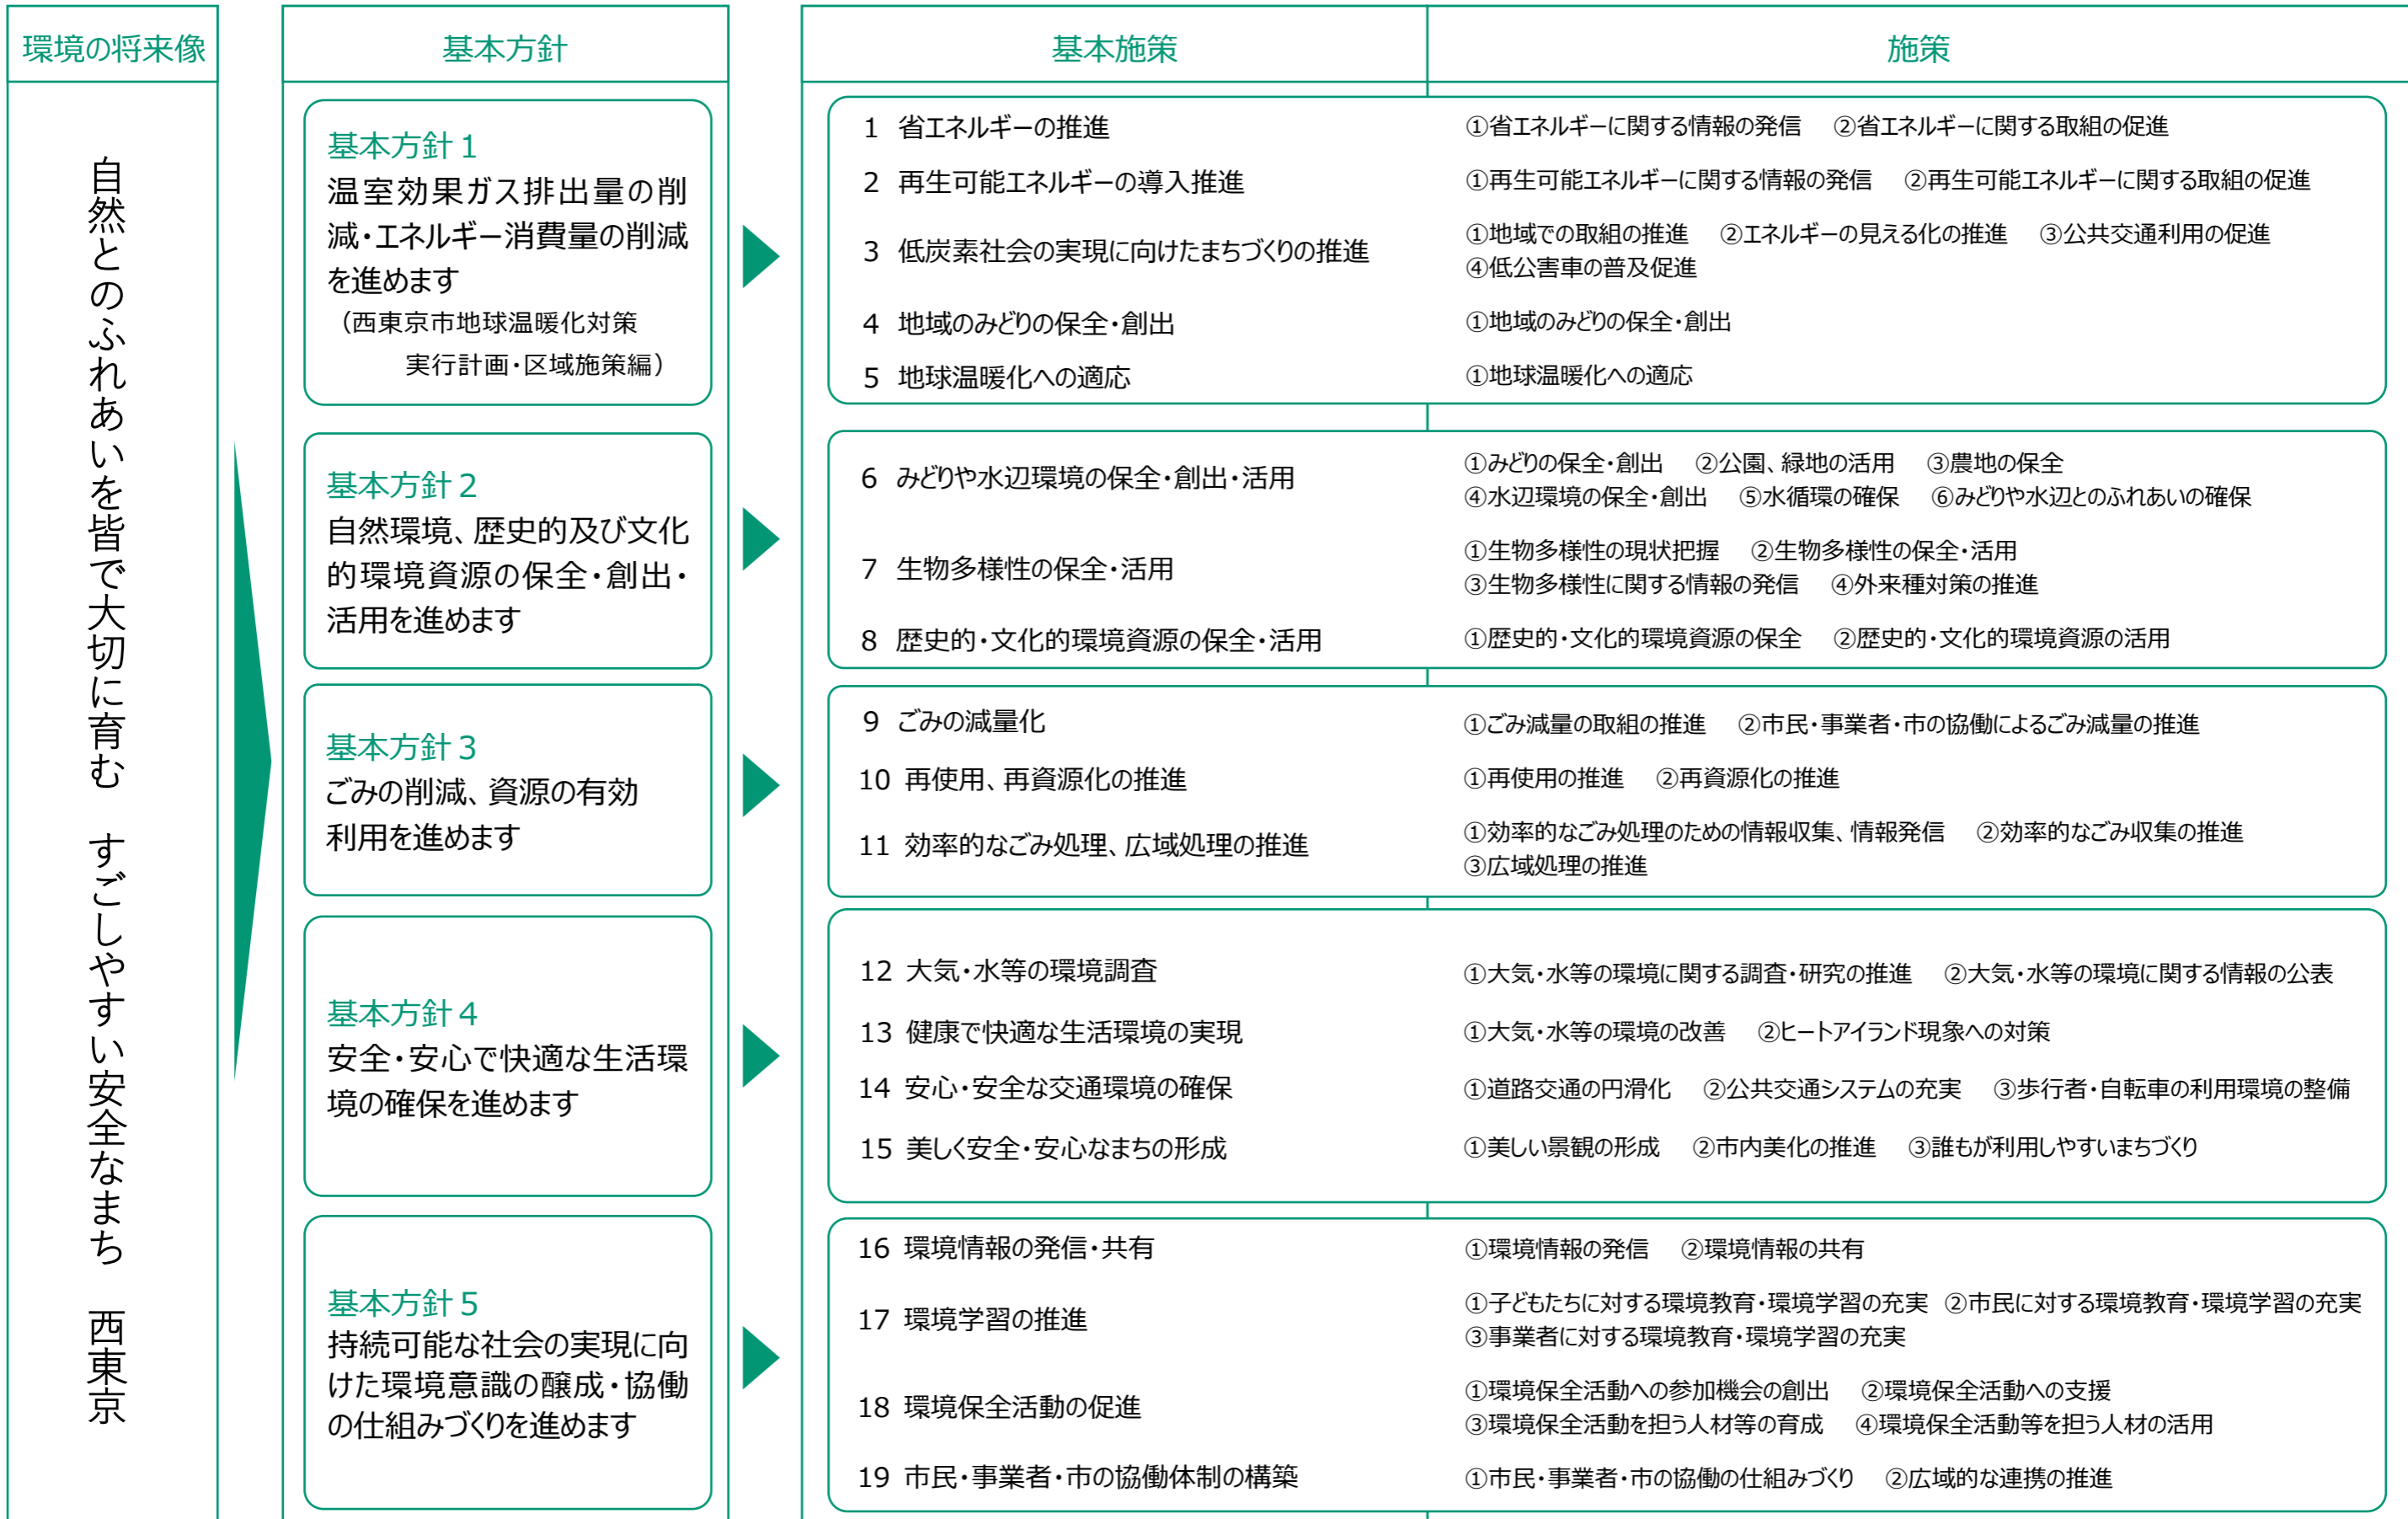 環境の将来像
自然とのふれあいを皆で大切に育む　すごしやすい安全なまち　西東京
基本方針
基本方針１
温室効果ガス排出量の削
減・エネルギー消費量の削減
を進めます
（西東京市地球温暖化対策
実行計画・区域施策編）
基本方針２
自然環境、歴史的及び文化
的環境資源の保全・創出・
活用を進めます
基本方針３
ごみの削減、資源の有効
利用を進めます
基本方針４
安全・安心で快適な生活環
境の確保を進めます
基本方針５
持続可能な社会の実現に向
けた環境意識の醸成・協働
の仕組みづくりを進めます
基本施策　施策
1 省エネルギーの推進　①省エネルギーに関する情報の発信　②省エネルギーに関する取組の促進
2 再生可能エネルギーの導入推進　①再生可能エネルギーに関する情報の発信　②再生可能エネルギーに関する取組の促進
3 低炭素社会の実現に向けたまちづくりの推進　①地域での取組の推進　②エネルギーの見える化の推進　③公共交通利用の促進
④低公害車の普及促進
4 地域のみどりの保全・創出　①地域のみどりの保全・創出
5 地球温暖化への適応　①地球温暖化への適応
6 みどりや水辺環境の保全・創出・活用　①みどりの保全・創出　②公園、緑地の活用　③農地の保全
④水辺環境の保全・創出　⑤水循環の確保　⑥みどりや水辺とのふれあいの確保
7 生物多様性の保全・活用　①生物多様性の現状把握　②生物多様性の保全・活用
③生物多様性に関する情報の発信　④外来種対策の推進
8 歴史的・文化的環境資源の保全・活用　①歴史的・文化的環境資源の保全　②歴史的・文化的環境資源の活用
9 ごみの減量化　①ごみ減量の取組の推進　②市民・事業者・市の協働によるごみ減量の推進
10 再使用、再資源化の推進　①再使用の推進　②再資源化の推進
11 効率的なごみ処理、広域処理の推進　①効率的なごみ処理のための情報収集、情報発信　②効率的なごみ収集の推進
③広域処理の推進
12 大気・水等の環境調査　①大気・水等の環境に関する調査・研究の推進　②大気・水等の環境に関する情報の公表
13 健康で快適な生活環境の実現　①大気・水等の環境の改善　②ヒートアイランド現象への対策
14 安心・安全な交通環境の確保　①道路交通の円滑化　②公共交通システムの充実　③歩行者・自転車の利用環境の整備
15 美しく安全・安心なまちの形成　①美しい景観の形成　②市内美化の推進　③誰もが利用しやすいまちづくり
16 環境情報の発信・共有　①環境情報の発信　②環境情報の共有
17 環境学習の推進　①子どもたちに対する環境教育・環境学習の充実　②市民に対する環境教育・環境学習の充実
③事業者に対する環境教育・環境学習の充実
18 環境保全活動の促進　①環境保全活動への参加機会の創出　②環境保全活動への支援
③環境保全活動を担う人材等の育成　④環境保全活動等を担う人材の活用
19 市民・事業者・市の協働体制の構築　①市民・事業者・市の協働の仕組みづくり　②広域的な連携の推進